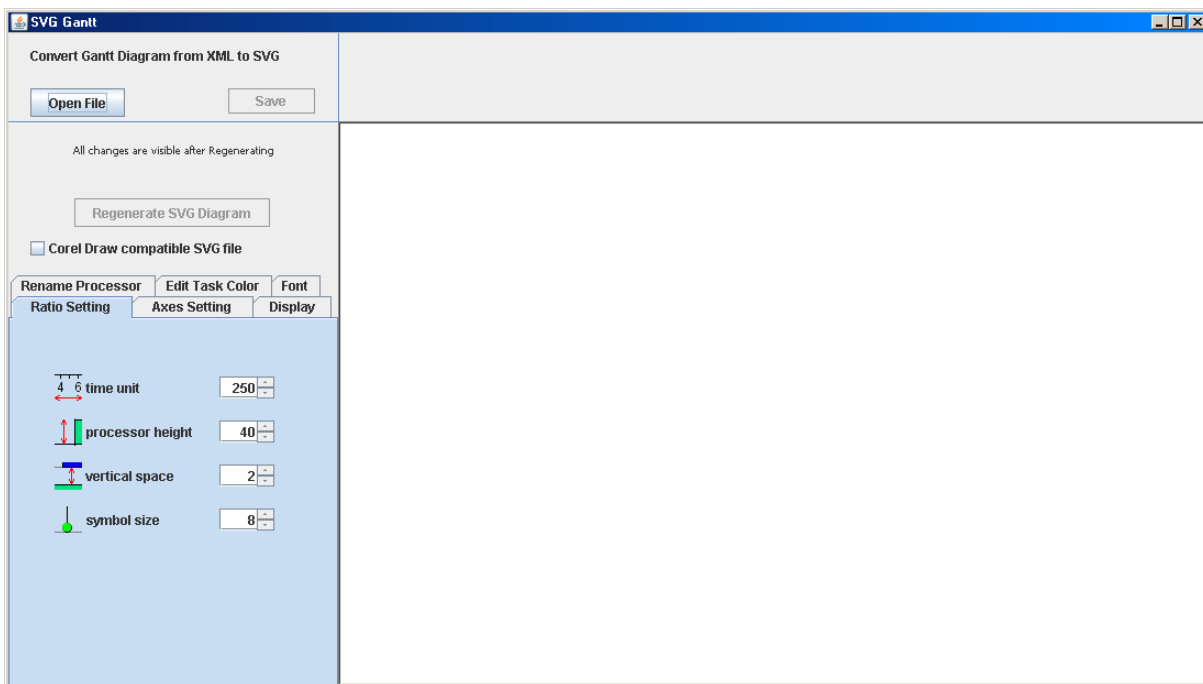 SVG Gantt
Convert Gantt Diagram from XML to SVG
Open File Save
All changes are visible after Regenerating
Regenerate SVG Diagram
Corel Draw compatible SVG file
Rename Processor Edit Task Color Font
Ratio Setting Axes Setting Display
4 6 time unit 250
processor height 40
vertical space 2
symbol size 8